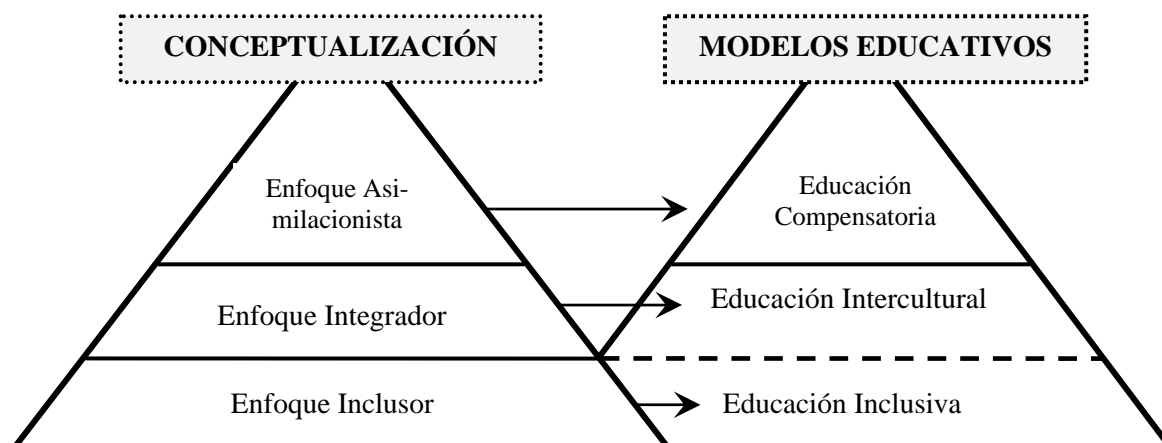 CONCEPTUALIZACIÓN
MODELOS EDUCATIVOS
Enfoque Asi-
milacionista
Educación
Compensatoria
Enfoque Integrador
Educación Intercultural
Enfoque Inclusor
Educación Inclusiva